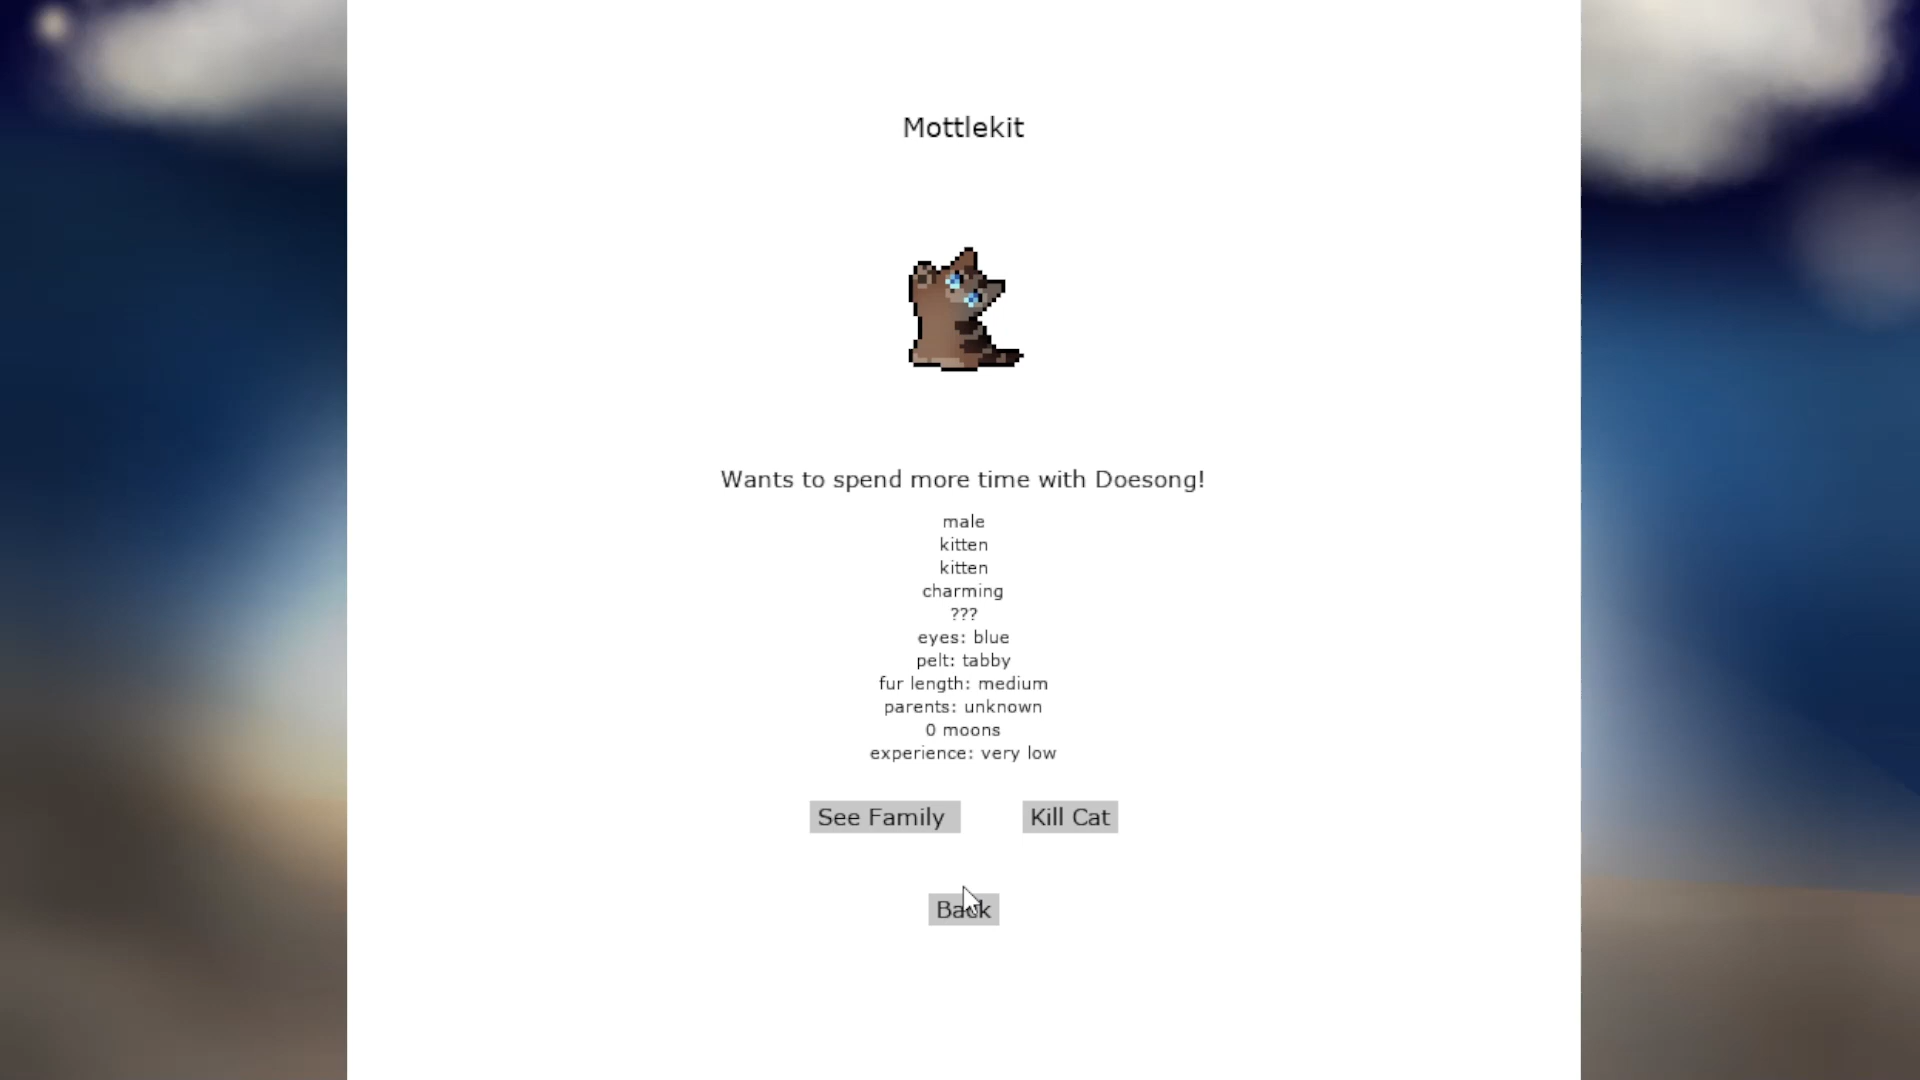 Mottlekit
Wants to spend more time with Doesong!
male
kitten
kitten
charming
???
eyes: blue
pelt: tabby
fur length: medium
parents: unknown
0 moons
experience: very low
See Family
Kill Cat
Back